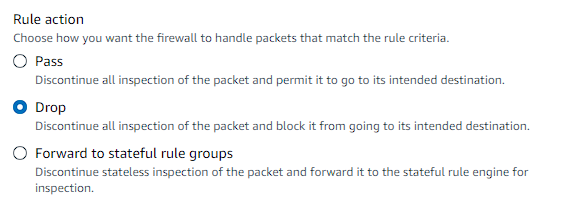 Rule action
Choose how you want the firewall to handle packets that match the rule criteria.
Pass
Discontinue all inspection of the packet and permit it to go to its intended destination.
Drop
Discontinue all inspection of the packet and block it from going to its intended destination.
Forward to stateful rule groups
Discontinue stateless inspection of the packet and forward it to the stateful rule engine for
inspection.